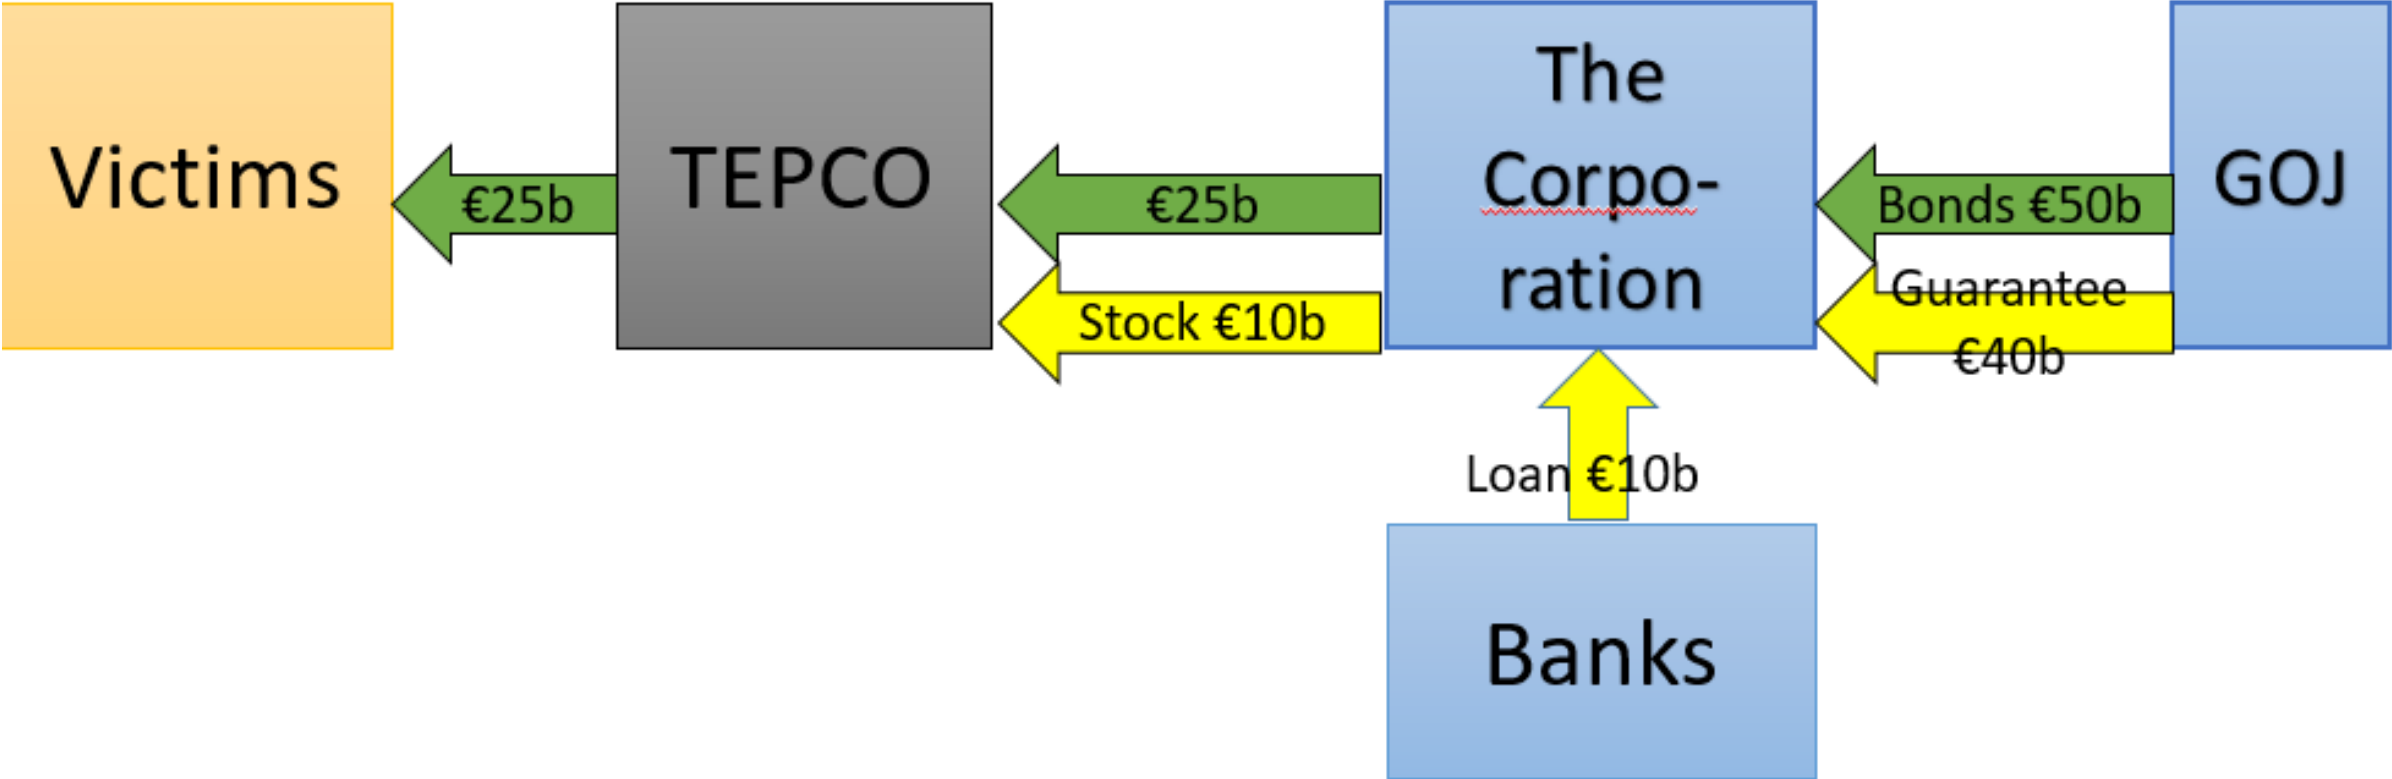 Victims
€25b
TEPCO
€25b
Stock €10b
The
Corpo-
ration
Bonds €50b
Guarantee
€40b
GOJ
Loan €10b
Banks